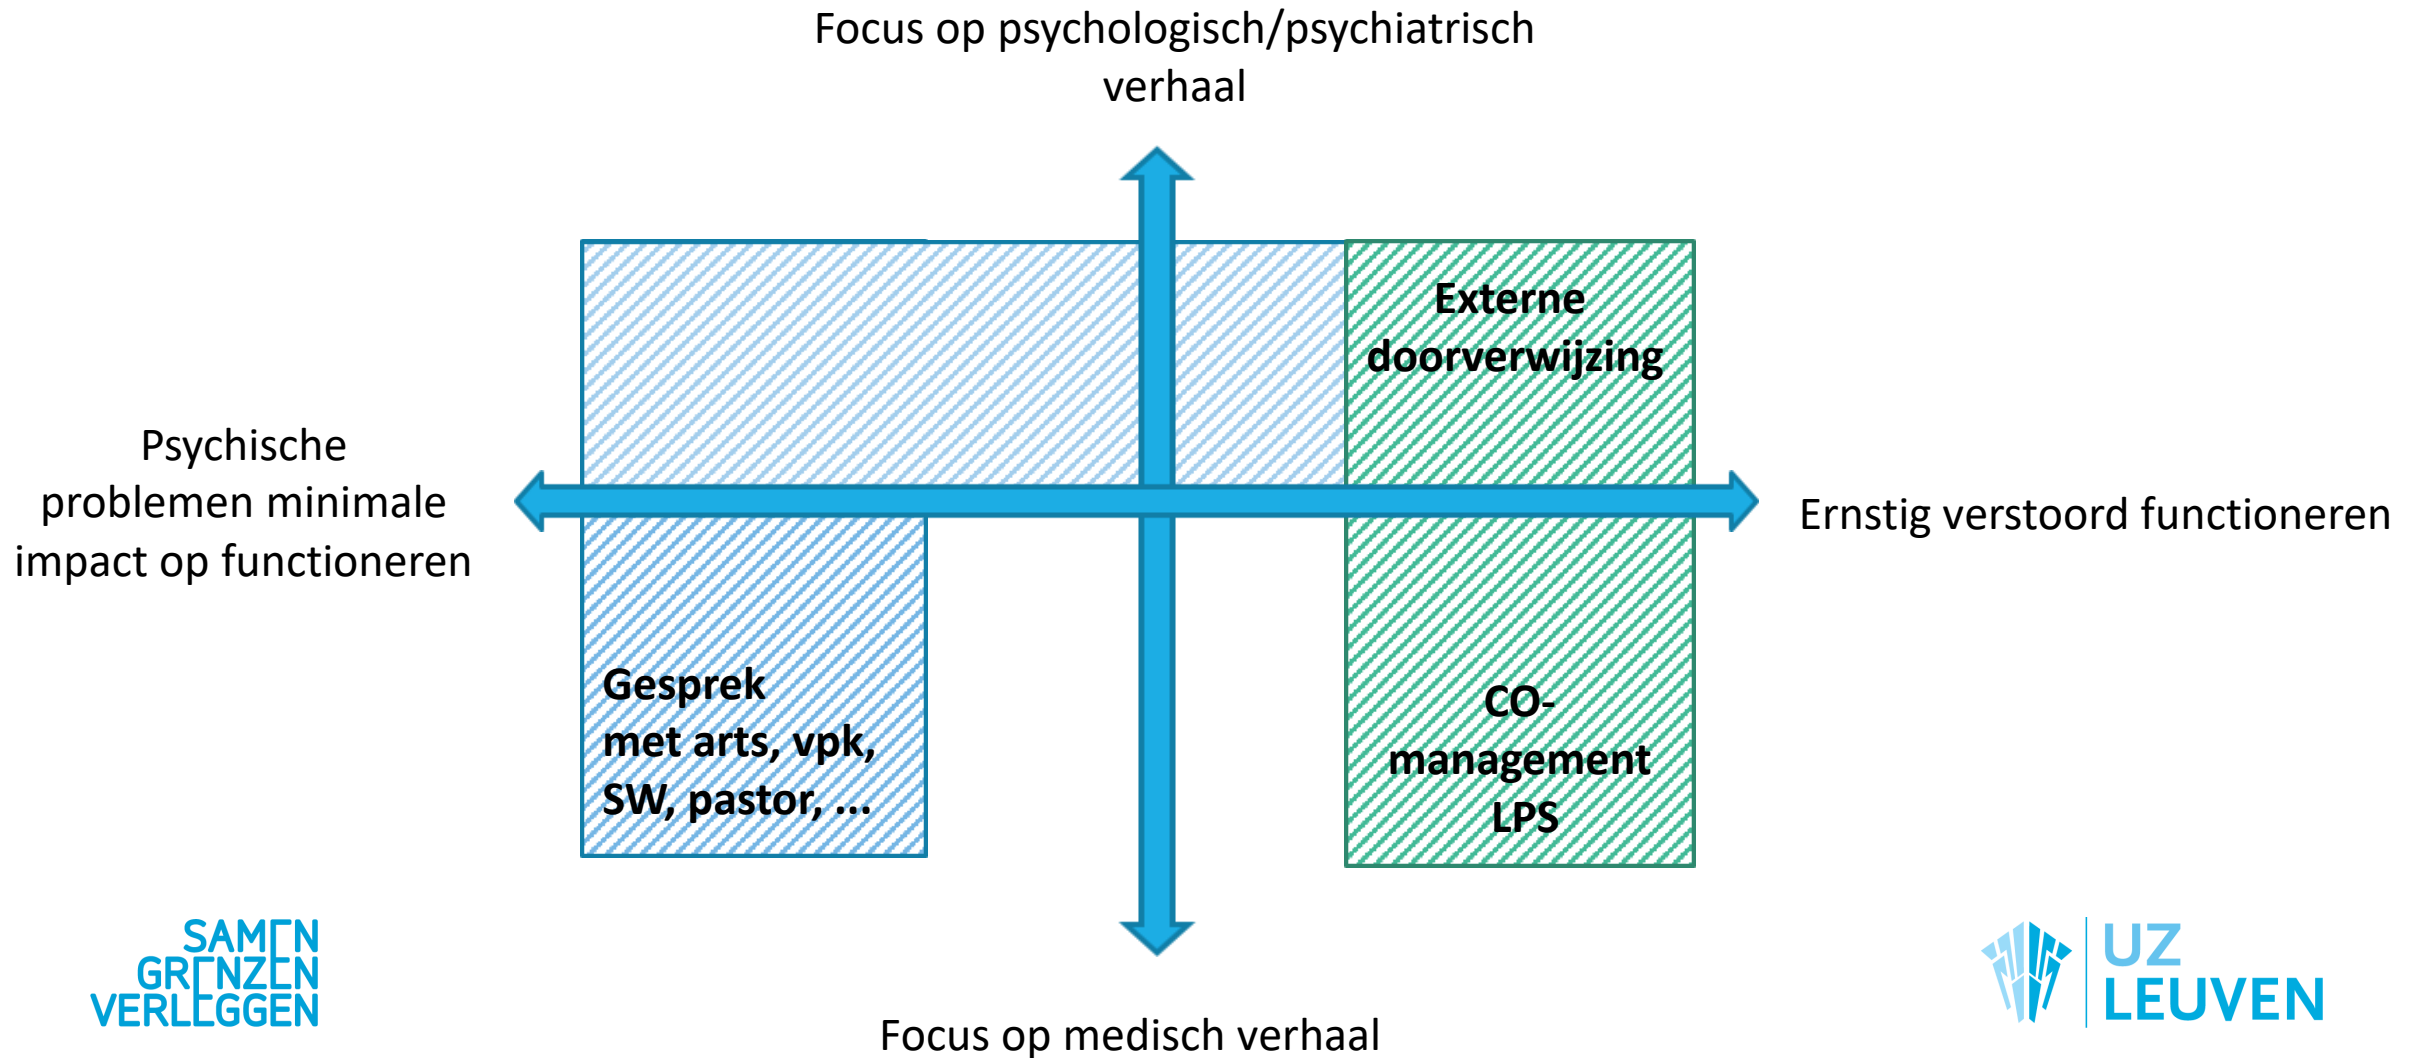 Focus op psychologisch/psychiatrisch
verhaal
Externe
doorverwijzing
Psychische
problemen minimale
impact op functioneren
Ernstig verstoord functioneren
Gesprek
met arts, vpk,
SW, pastor, ...
CO-
management
LPS
SAMEN
GRENZEN
VERLEGGEN
UZ
LEUVEN
Focus op medisch verhaal